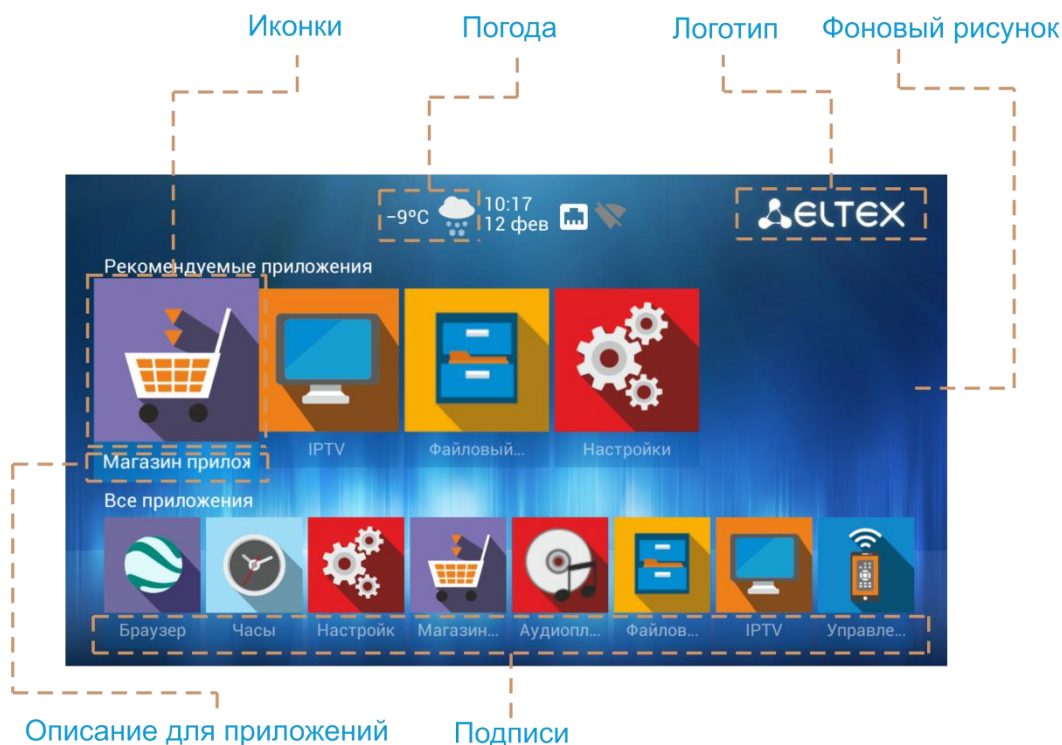 Иконки
Погода
Логотип
Фоновый рисунок
-9°C
10:17
12 фев
ELTEX
Рекомендуемые приложения
Магазин прилож
IPTV
Файловый...
Настройки
Все приложения
Браузер
Часы
Настройк
Магазин...
Аудиопл...
Файлов...
IPTV
Управле...
Описание для приложений
Подписи